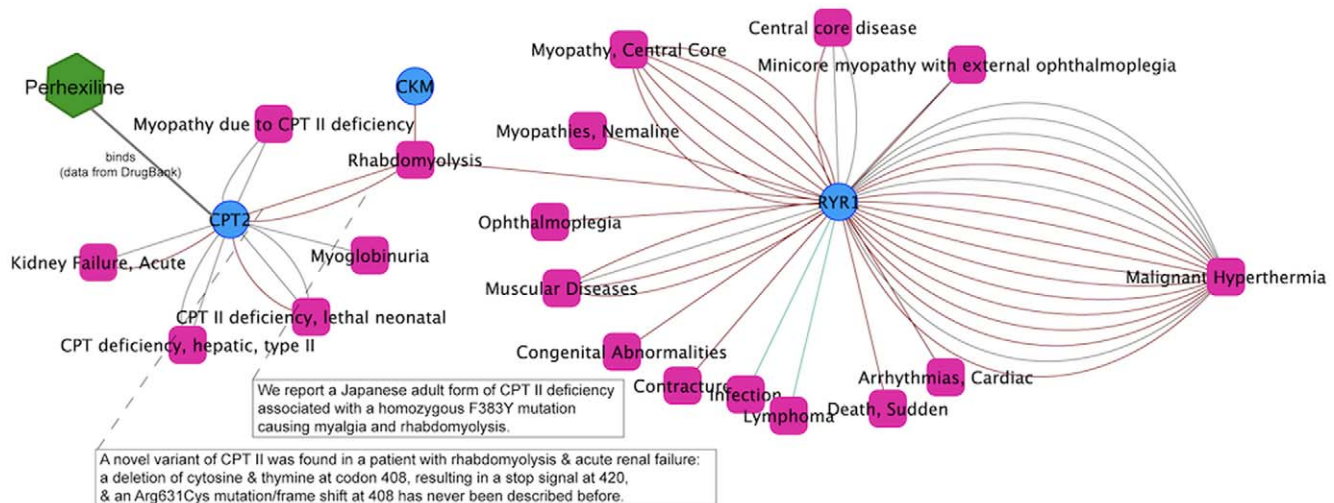 Central core disease
Myopathy, Central Core
Minicore myopathy with external ophthalmoplegia
Perhexiline
CKM
Myopathy due to CPT II deficiency
Myopathies, Nemaline
binds
(data from DrugBank)
Rhabdomyolysis
RYR1
CPT2
Ophthalmoplegia
Kidney Failure, Acute
Myoglobinuria
Malignant Hyperthermia
Muscular Diseases
CPT II deficiency, lethal neonatal
CPT deficiency, hepatic, type II
Congenital Abnormalities
Contracture
Infection
Lymphoma
Death, Sudden
Arrhythmias, Cardiac
We report a Japanese adult form of CPT II deficiency
associated with a homozygous F383Y mutation
causing myalgia and rhabdomyolysis.
A novel variant of CPT II was found in a patient with rhabdomyolysis & acute renal failure:
a deletion of cytosine & thymine at codon 408, resulting in a stop signal at 420,
& an Arg631Cys mutation/frame shift at 408 has never been described before.